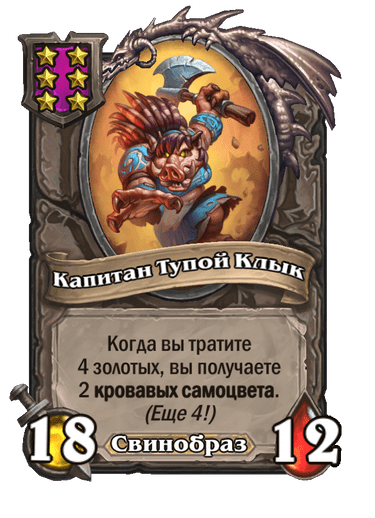 Капитан Тупой Клык
Когда вы тратите
4 золотых, вы получаете
2 кровавых самоцвета.
(Еще 4!)
18
Свинобраз
12